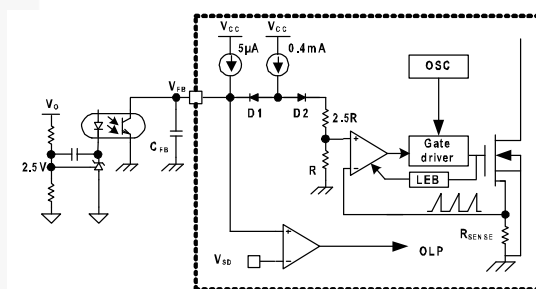 Vcc Vcc
5μA 0.4mA
OSC
VFB
Vo
D1 D2
2.5R
Gate
driver
CFB
R
LEB
2.5V
RSENSE
VSD
OLP